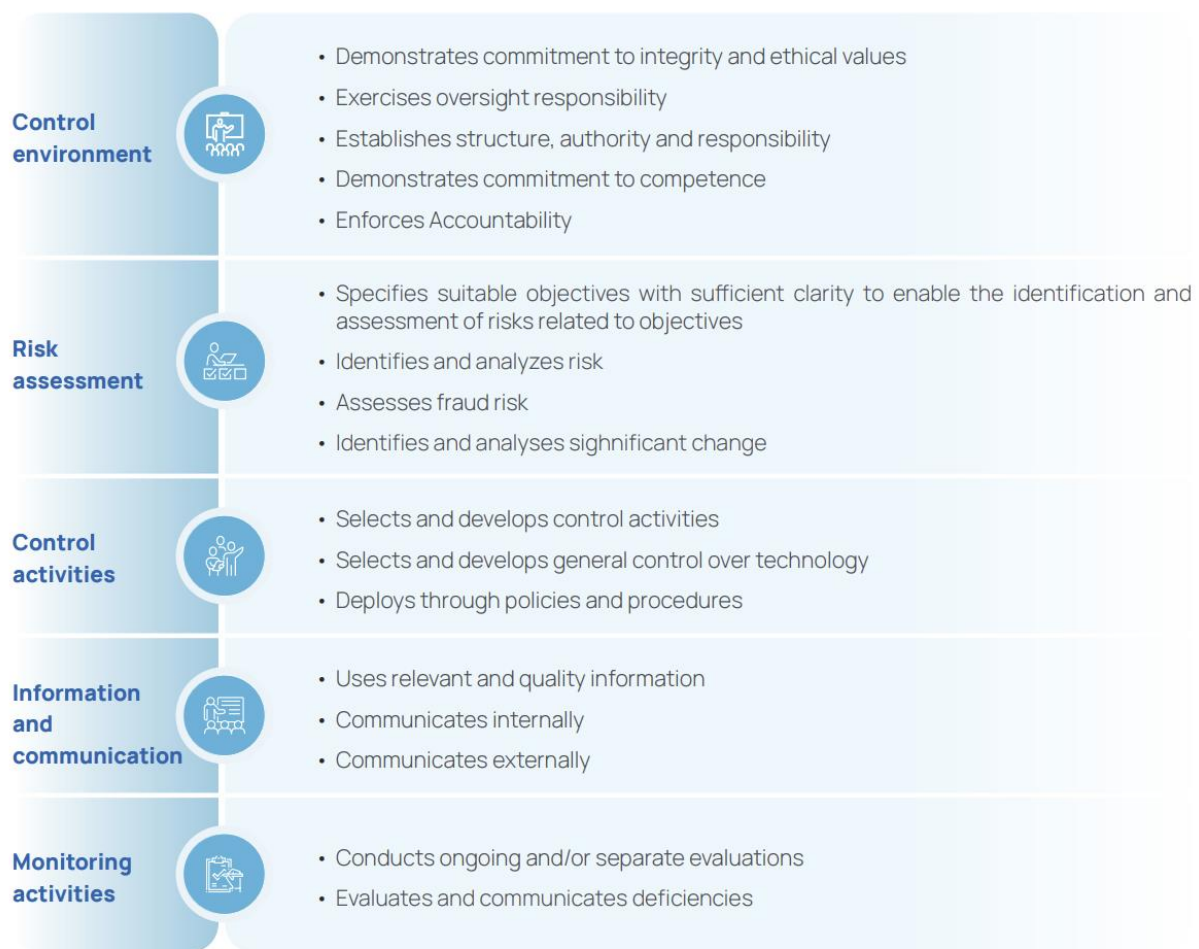 Control
environment
• Demonstrates commitment to integrity and ethical values
• Exercises oversight responsibility
• Establishes structure, authority and responsibility
• Demonstrates commitment to competence
• Enforces Accountability
Risk
assessment
• Specifies suitable objectives with sufficient clarity to enable the identification and
assessment of risks related to objectives
• Identifies and analyzes risk
• Assesses fraud risk
• Identifies and analyses sighnificant change
Control
activities
• Selects and develops control activities
• Selects and develops general control over technology
• Deploys through policies and procedures
Information
and
communication
• Uses relevant and quality information
• Communicates internally
• Communicates externally
Monitoring
activities
• Conducts ongoing and/or separate evaluations
• Evaluates and communicates deficiencies